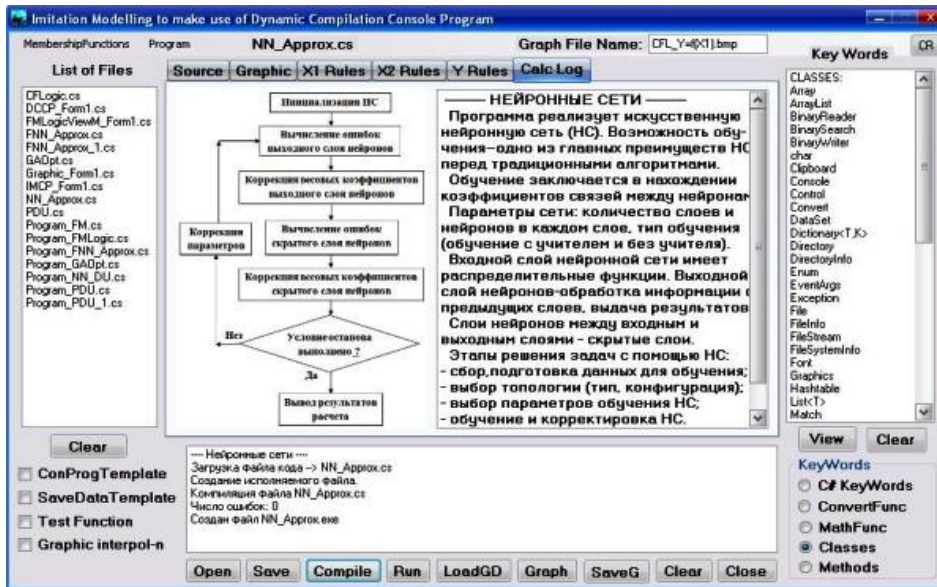 Imitation Modelling to make use of Dynamic Compilation Console Program
MembershipFunctions Program NN_Approx.cs Graph File Name: CFL_Y=f(X1).bmp CR
List of Files
Source Graphic X1 Rules X2 Rules Y Rules Calc Log
Key Words
CFLogic.cs
DCCP_Form1.cs
FMLogicViewM_Form1.cs
FNN_Approx.cs
FNN_Approx_1.cs
GAOpt.cs
Graphic_Form1.cs
IMCP_Form1.cs
NN_Approx.cs
PDU.cs
Program_FM.cs
Program_FMLogic.cs
Program_FNN_Approx.cs
Program_GAOpt.cs
Program_NN_DU.cs
Program_PDU.cs
Program_PDU_1.cs
Инициализация НС
Вычисление ошибок
выходного слоя нейронов
Коррекция весовых коэффициентов
выходного слоя нейронов
Коррекция
параметров
Вычисление ошибок
скрытого слоя нейронов
Коррекция весовых коэффициентов
скрытого слоя нейронов
Нет
Условие останова
выполнено ?
Да
Вывод результатов
расчета
——— НЕЙРОННЫЕ СЕТИ ———
Программа реализует искусственную
нейронную сеть (НС). Возможность обу-
чения–одно из главных преимуществ НС
перед традиционными алгоритмами.
Обучение заключается в нахождении
коэффициентов связей между нейронам
Параметры сети: количество слоев и
нейронов в каждом слое, тип обучения
(обучение с учителем и без учителя).
Входной слой нейронной сети имеет
распределительные функции. Выходной
слой нейронов-обработка информации с
предыдущих слоев, выдача результатов
Слои нейронов между входным и
выходным слоями - скрытые слои.
Этапы решения задач с помощью НС:
- сбор,подготовка данных для обучения;
- выбор топологии (тип, конфигурация);
- выбор параметров обучения НС;
- обучение и корректировка НС.
CLASSES:
Array
ArrayList
BinaryReader
BinarySearch
BinaryWriter
char
Clipboard
Console
Control
Convert
DataSet
Dictionary<T,K>
Directory
DirectoryInfo
Enum
EventArgs
Exception
File
FileInfo
FileStream
FileSystemInfo
Font
Graphics
Hashtable
List<T>
Match
Clear
ConProgTemplate
SaveDataTemplate
Test Function
Graphic interpol-n
---- Нейронные сети ----
Загрузка файла кода -> NN_Approx.cs
Создание исполняемого файла.
Компиляция файла NN_Approx.cs
Число ошибок: 0
Создан файл NN_Approx.exe
View Clear
KeyWords
C# KeyWords
ConvertFunc
MathFunc
Classes
Methods
Open Save Compile Run LoadGD Graph SaveG Clear Close